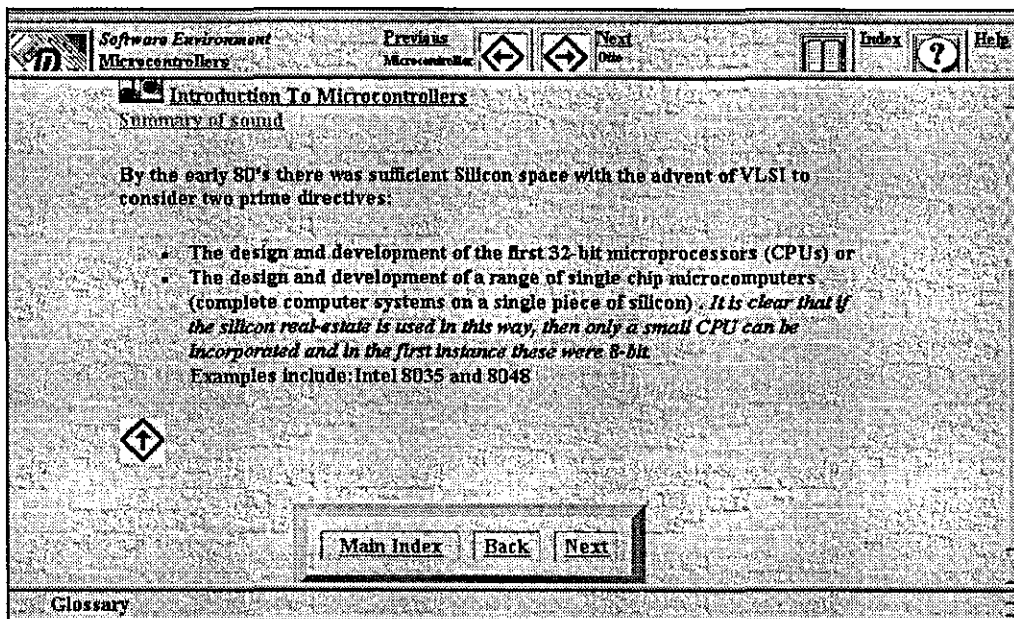 Software Environment
Microcontrollers
Previous
Microcontroller
Next
Index
?
Help
Introduction To Microcontrollers
Summary of sound
By the early 80's there was sufficient Silicon space with the advent of VLSI to
consider two prime directives:
• The design and development of the first 32-bit microprocessors (CPUs) or
• The design and development of a range of single chip microcomputers
(complete computer systems on a single piece of silicon) . It is clear that if
the silicon real-estate is used in this way, then only a small CPU can be
incorporated and in the first instance these were 8-bit
Examples include:Intel 8035 and 8048
Main Index
Back
Next
Glossary